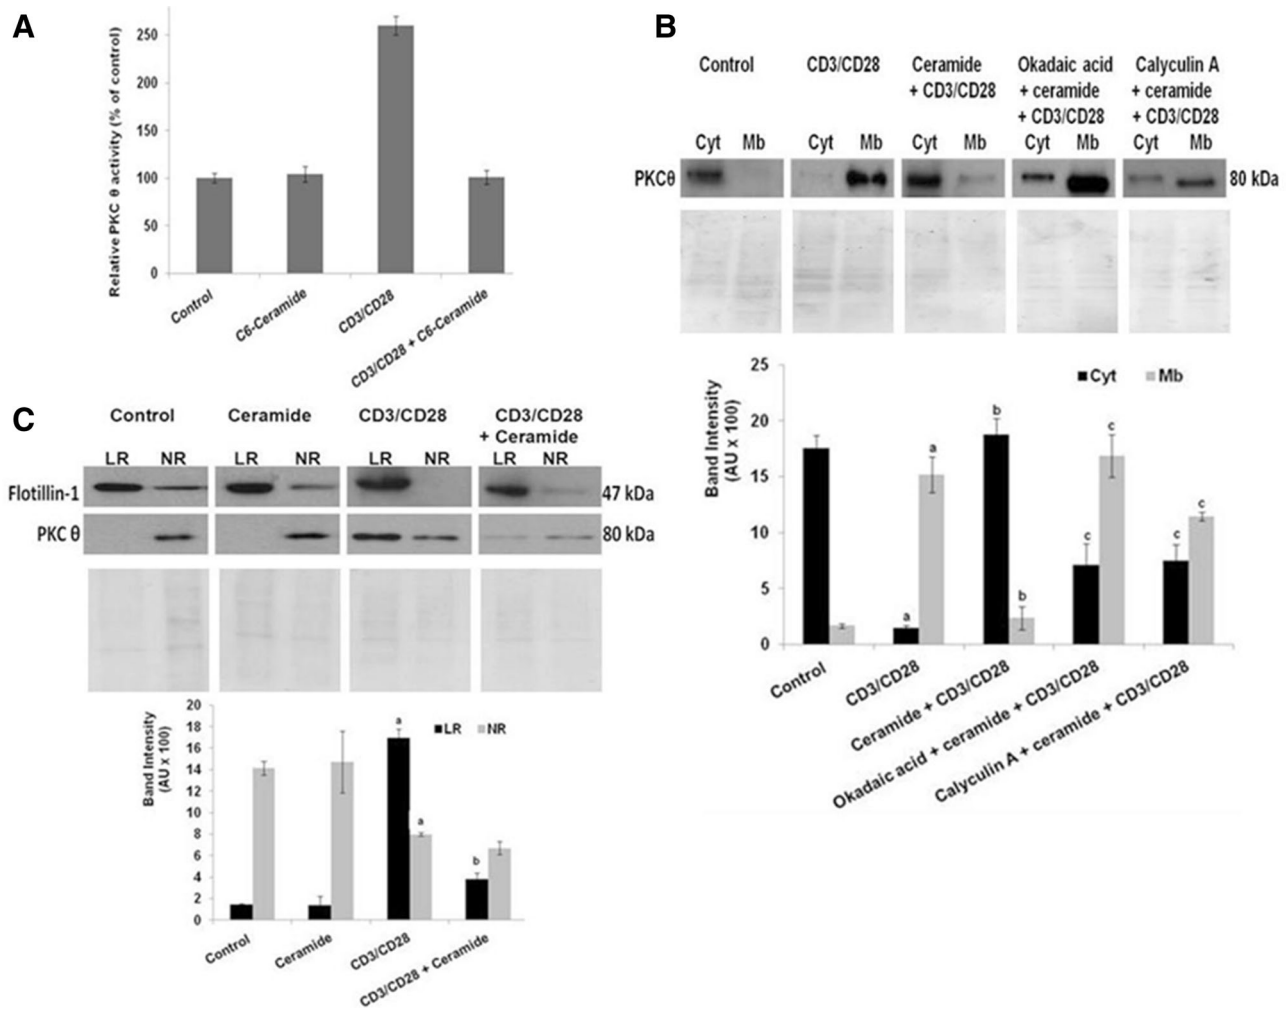 A
Relative PKC θ activity (% of control)
250
200
150
100
50
0
Control
C6-Ceramide
CD3/CD28
CD3/CD28 + C6-Ceramide
B
Control
CD3/CD28
Ceramide
+ CD3/CD28
Okadaic acid
+ ceramide
+ CD3/CD28
Calyculin A
+ ceramide
+ CD3/CD28
Cyt Mb Cyt Mb Cyt Mb Cyt Mb Cyt Mb
PKCθ
80 kDa
Band Intensity
(AU x 100)
25
20
15
10
5
0
Cyt Mb
a
a
b
b
c
c
c
c
Control
CD3/CD28
Ceramide + CD3/CD28
Okadaic acid + ceramide + CD3/CD28
Calyculin A + ceramide + CD3/CD28
C
Control
Ceramide
CD3/CD28
CD3/CD28
+ Ceramide
LR NR LR NR LR NR LR NR
Flotillin-1
47 kDa
PKC θ
80 kDa
Band Intensity
(AU x 100)
20
18
16
14
12
10
8
6
4
2
0
LR NR
a
a
b
Control
Ceramide
CD3/CD28
CD3/CD28 + Ceramide